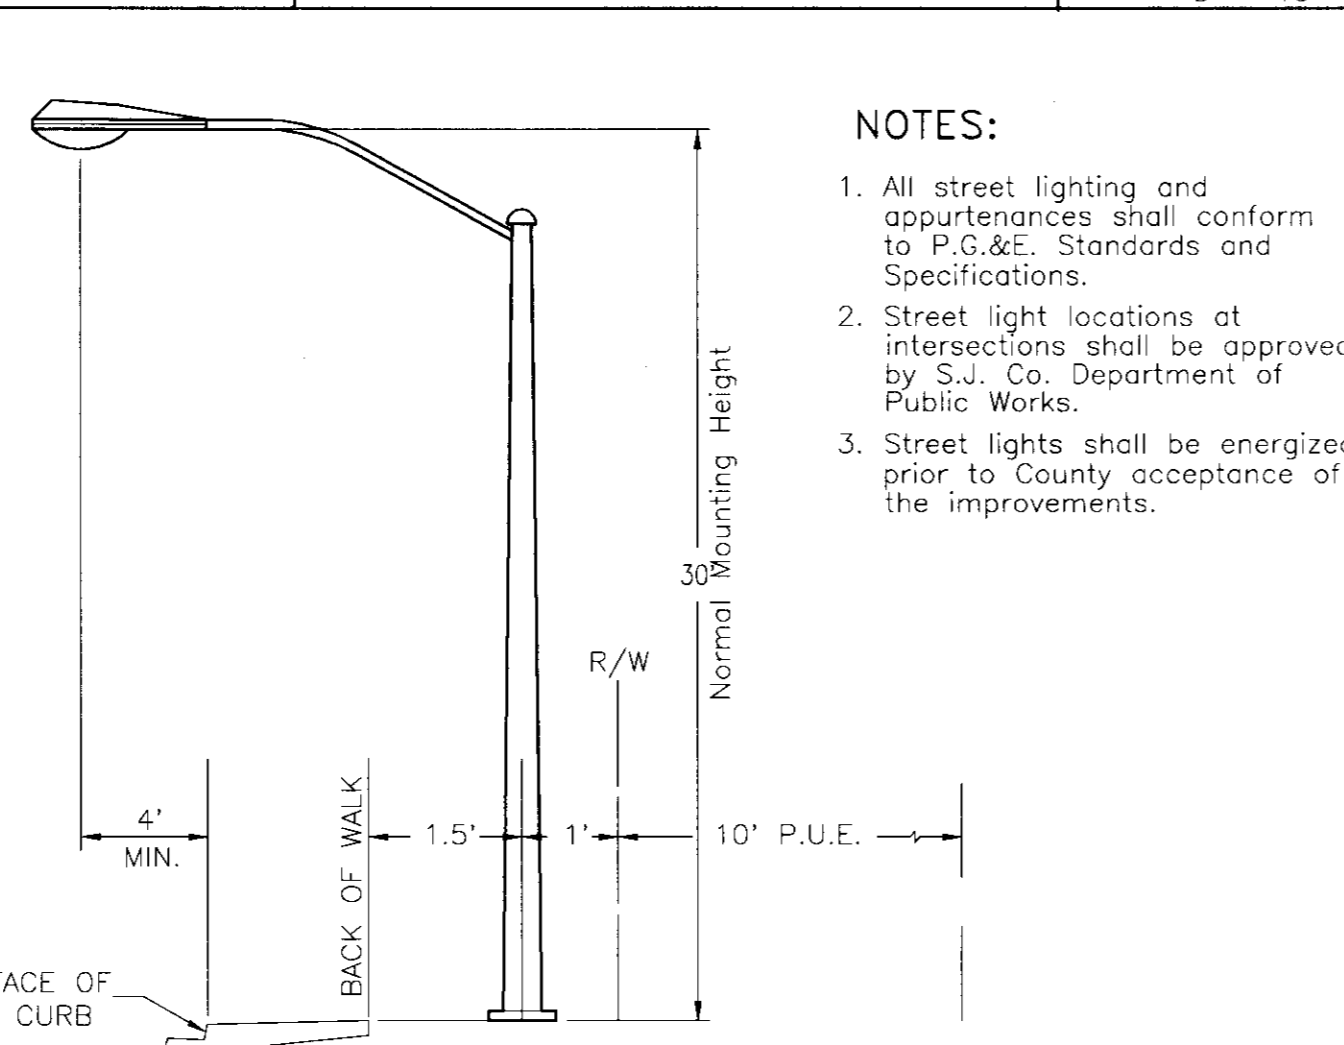 NOTES:
1. All street lighting and
appurtenances shall conform
to P.G.&E. Standards and
Specifications.
2. Street light locations at
intersections shall be approved
by S.J. Co. Department of
Public Works.
3. Street lights shall be energized
prior to County acceptance of
the improvements.
Normal Mounting Height
30'
R/W
4'
MIN.
BACK OF WALK
1.5'
1'
10' P.U.E.
FACE OF
CURB